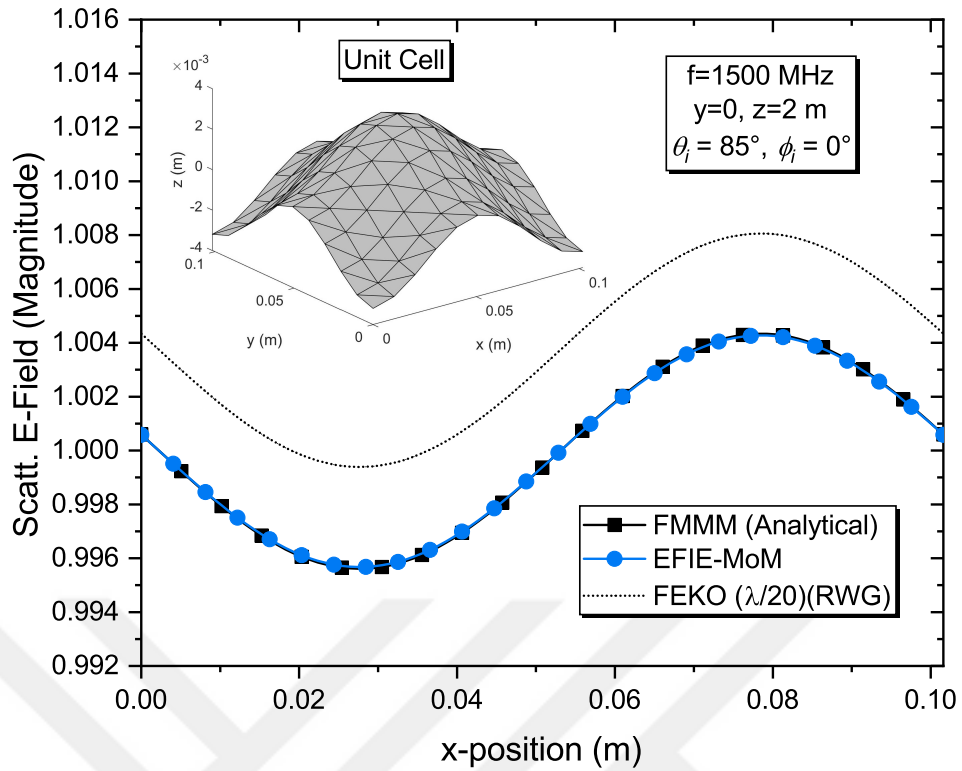 Unit Cell
f=1500 MHz
y=0, z=2 m
θi = 85°, ϕi = 0°
×10-3
4
2
0
-2
-4
z (m)
0.1
0.05
0
y (m)
0
0.05
0.1
x (m)
1.016
1.014
1.012
1.010
1.008
1.006
1.004
1.002
1.000
0.998
0.996
0.994
0.992
Scatt. E-Field (Magnitude)
FMMM (Analytical)
EFIE-MoM
FEKO (λ/20)(RWG)
0.00
0.02
0.04
0.06
0.08
0.10
x-position (m)